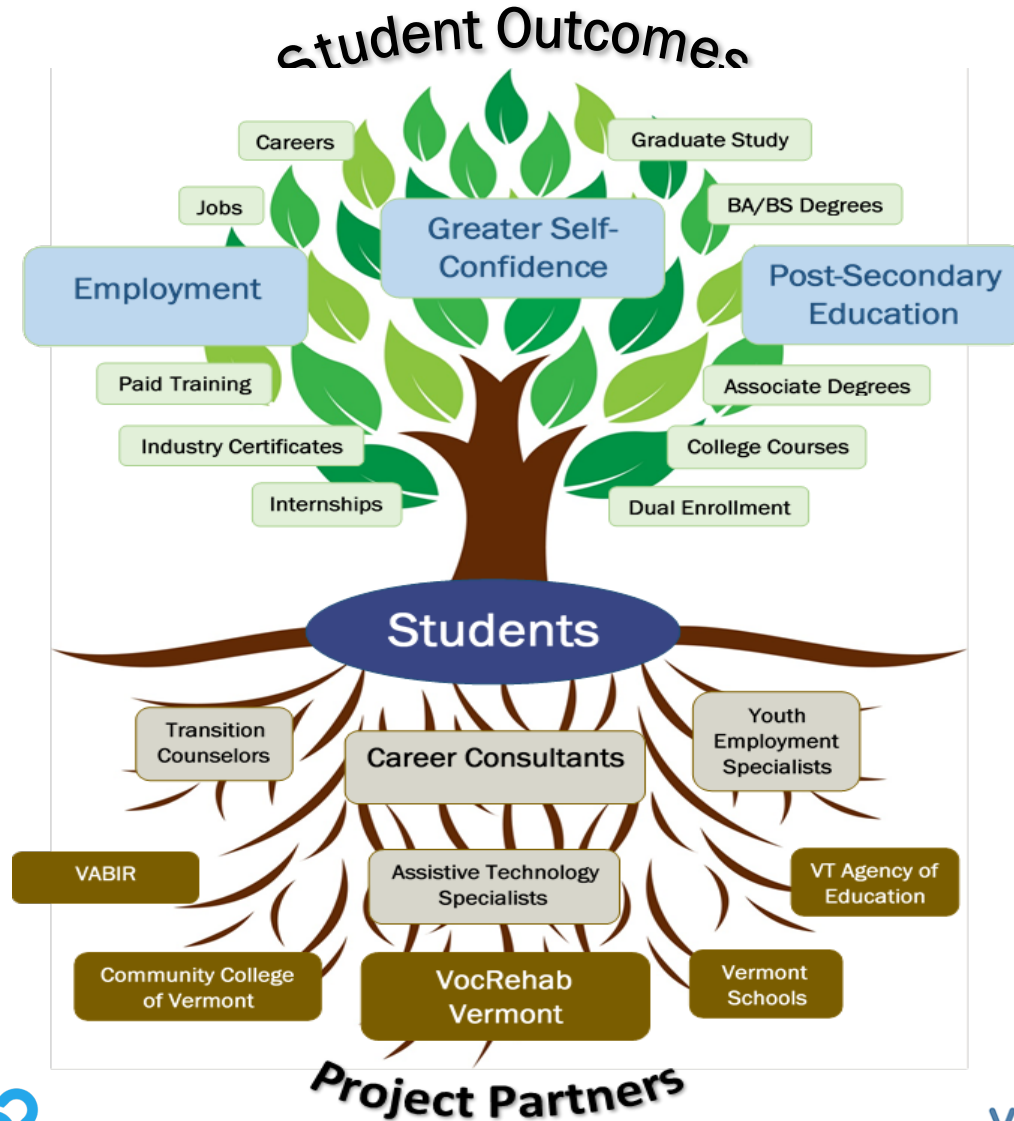 Student Outcomes
Careers
Graduate Study
Jobs
BA/BS Degrees
Greater Self-
Confidence
Employment
Post-Secondary
Education
Paid Training
Associate Degrees
Industry Certificates
College Courses
Internships
Dual Enrollment
Students
Transition
Counselors
Career Consultants
Youth
Employment
Specialists
VABIR
Assistive Technology
Specialists
VT Agency of
Education
Community College
of Vermont
VocRehab
Vermont
Vermont
Schools
Project Partners